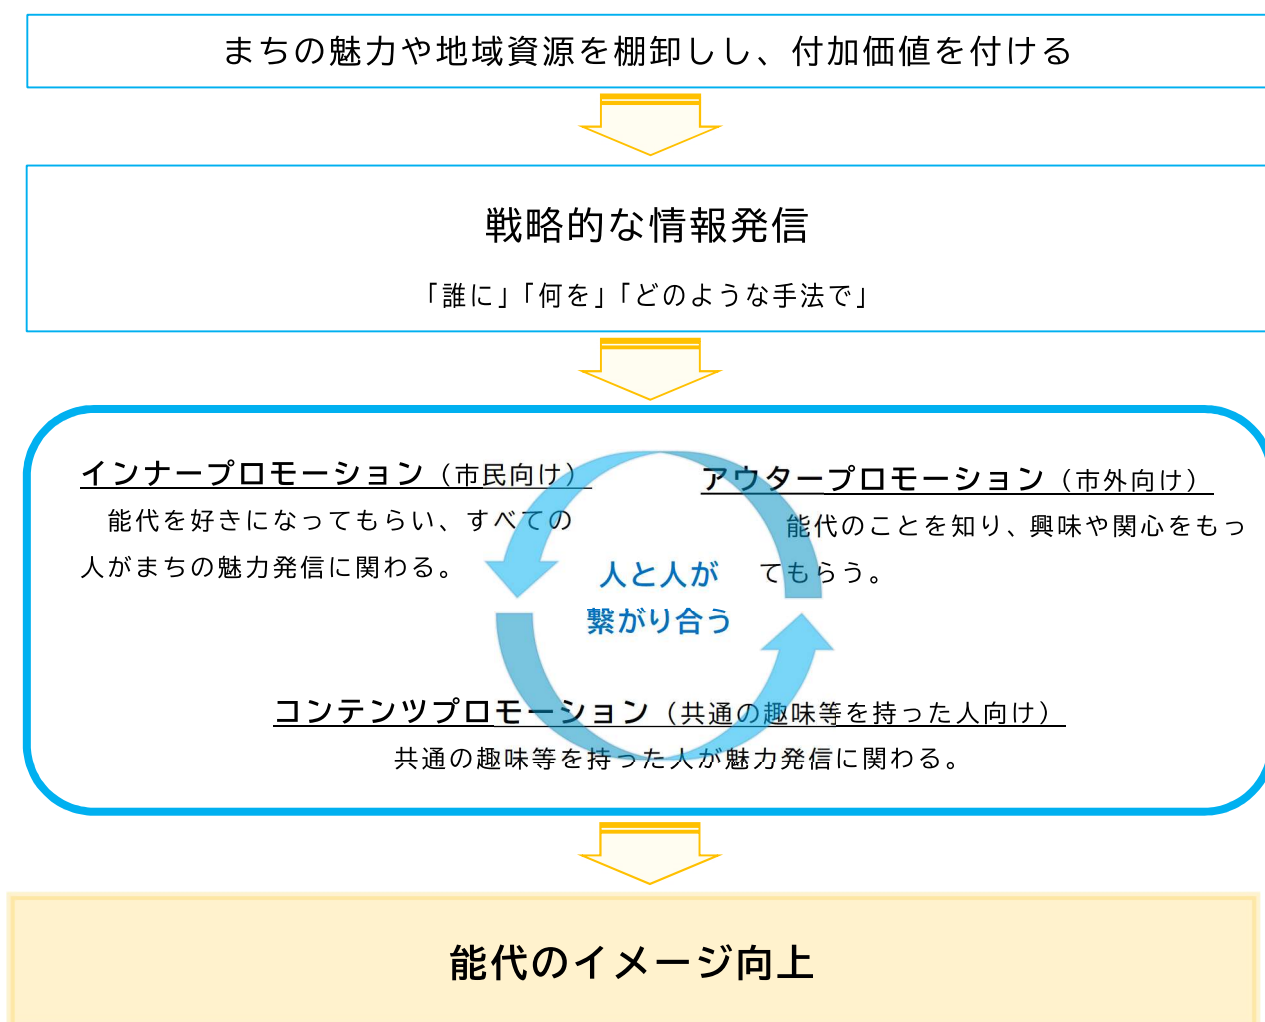 まちの魅力や地域資源を棚卸しし、付加価値を付ける
戦略的な情報発信
「誰に」「何を」「どのような手法で」
インナープロモーション（市民向け）
能代を好きになってもらい、すべての
人がまちの魅力発信に関わる。
アウタープロモーション（市外向け）
能代のことを知り、興味や関心をもっ
てもらう。
人と人が
繋がり合う
コンテンツプロモーション（共通の趣味等を持った人向け）
共通の趣味等を持った人が魅力発信に関わる。
能代のイメージ向上